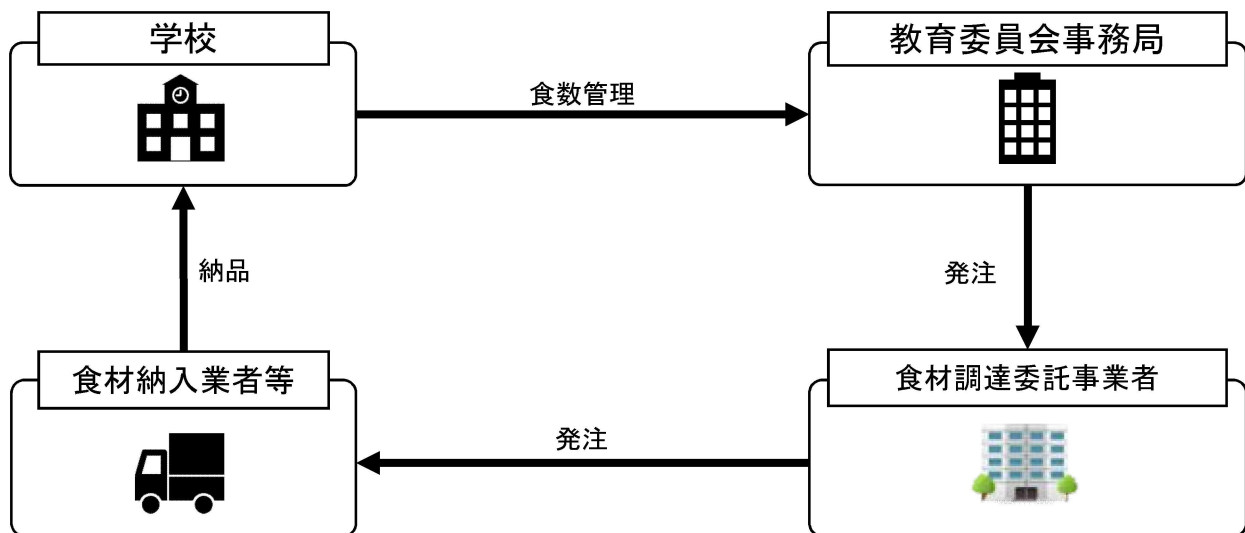 学校
教育委員会事務局
食数管理
納品
発注
食材納入業者等
食材調達委託事業者
発注